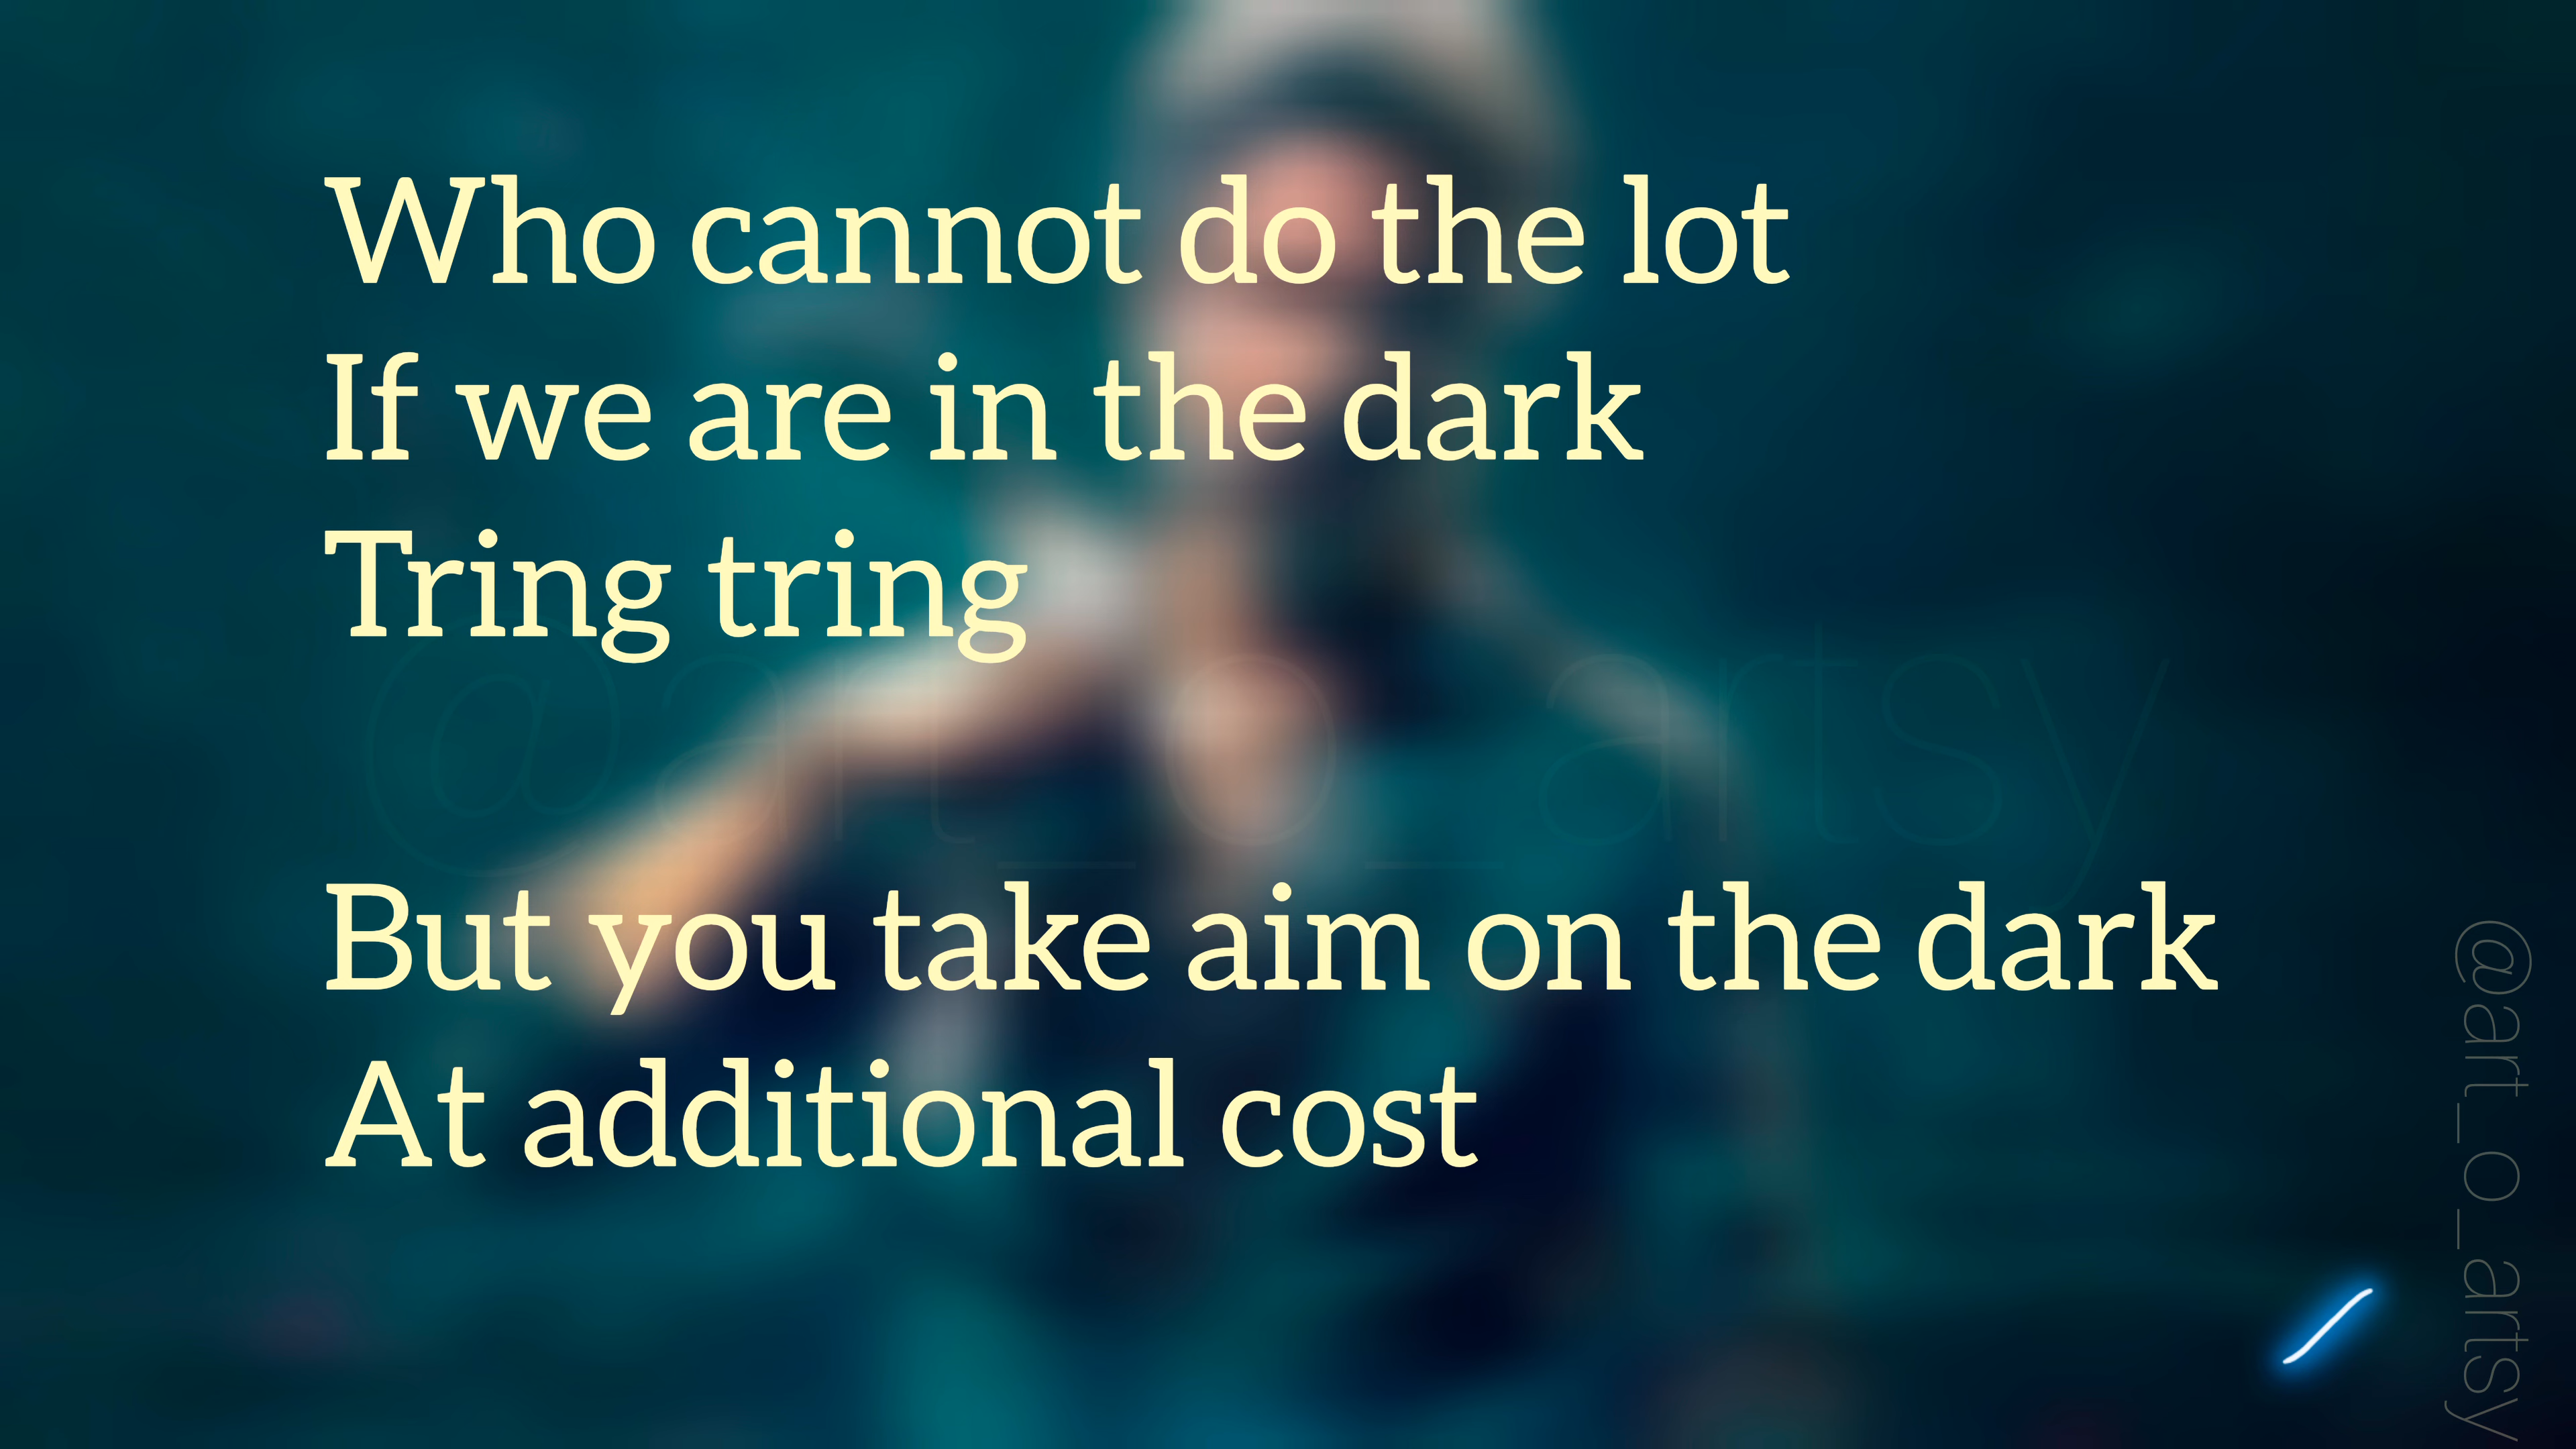 Who cannot do the lot
If we are in the dark
Tring tring
But you take aim on the dark
At additional cost
@art_o_artsy
@art_o_artsy